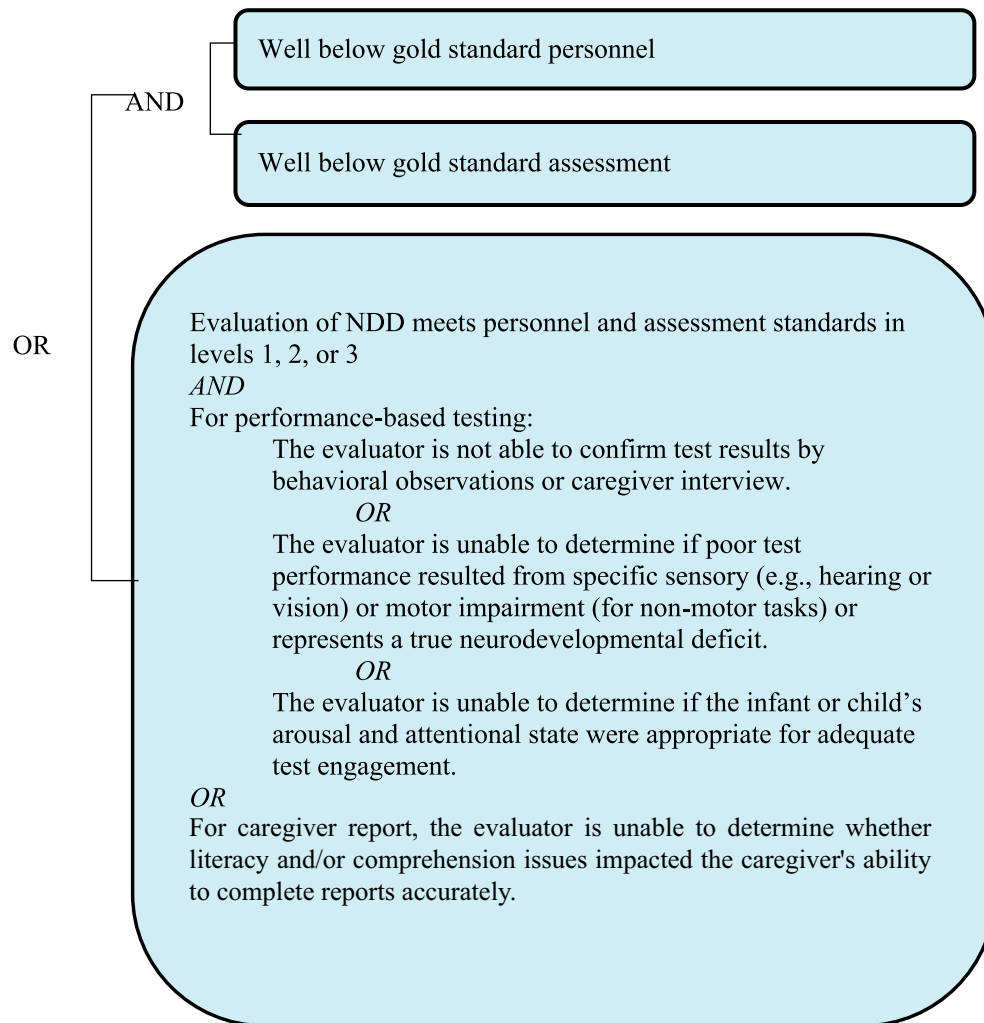 Well below gold standard personnel
AND
Well below gold standard assessment
OR
Evaluation of NDD meets personnel and assessment standards in
levels 1, 2, or 3
AND
For performance-based testing:
The evaluator is not able to confirm test results by
behavioral observations or caregiver interview.
OR
The evaluator is unable to determine if poor test
performance resulted from specific sensory (e.g., hearing or
vision) or motor impairment (for non-motor tasks) or
represents a true neurodevelopmental deficit.
OR
The evaluator is unable to determine if the infant or child’s
arousal and attentional state were appropriate for adequate
test engagement.
OR
For caregiver report, the evaluator is unable to determine whether
literacy and/or comprehension issues impacted the caregiver's ability
to complete reports accurately.